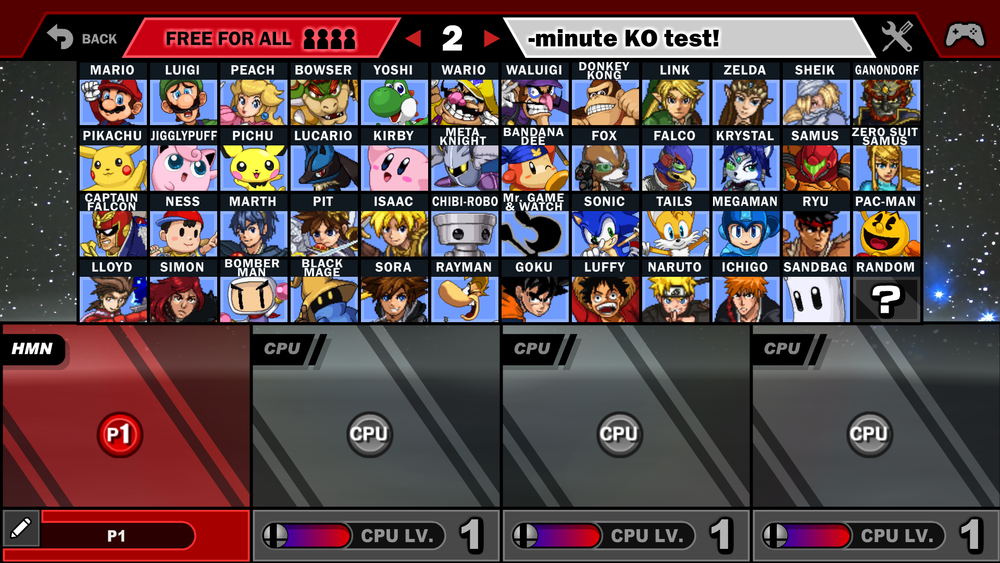 BACK
FREE FOR ALL
2
-minute KO test!
MARIO LUIGI PEACH BOWSER YOSHI WARIO WALUIGI DONKEY KONG LINK ZELDA SHEIK GANONDORF
PIKACHU JIGGLYPUFF PICHU LUCARIO KIRBY META KNIGHT BANDANA DEE FOX FALCO KRYSTAL SAMUS ZERO SUIT SAMUS
CAPTAIN FALCON NESS MARTH PIT ISAAC CHIBI-ROBO Mr. GAME & WATCH SONIC TAILS MEGAMAN RYU PAC-MAN
LLOYD SIMON BOMBER MAN BLACK MAGE SORA RAYMAN GOKU LUFFY NARUTO ICHIGO SANDBAG RANDOM
?
HMN CPU CPU CPU
P1 CPU CPU CPU
P1 CPU LV. 1 CPU LV. 1 CPU LV. 1